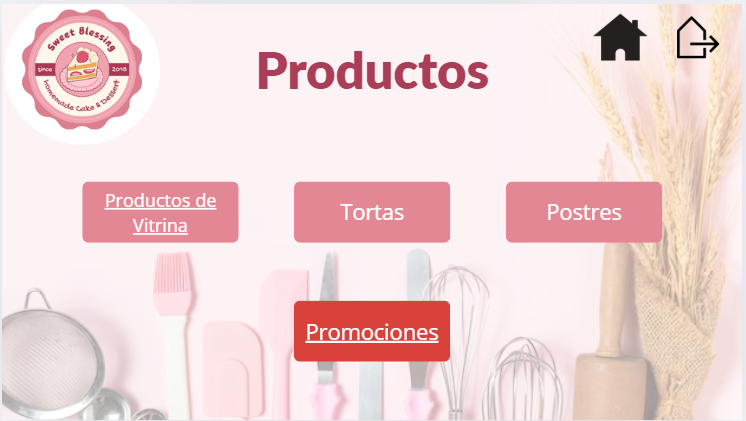 Sweet Blessing
since 2018
Homemade Cake & Dessert
Productos
Productos de
Vitrina
Tortas
Postres
Promociones